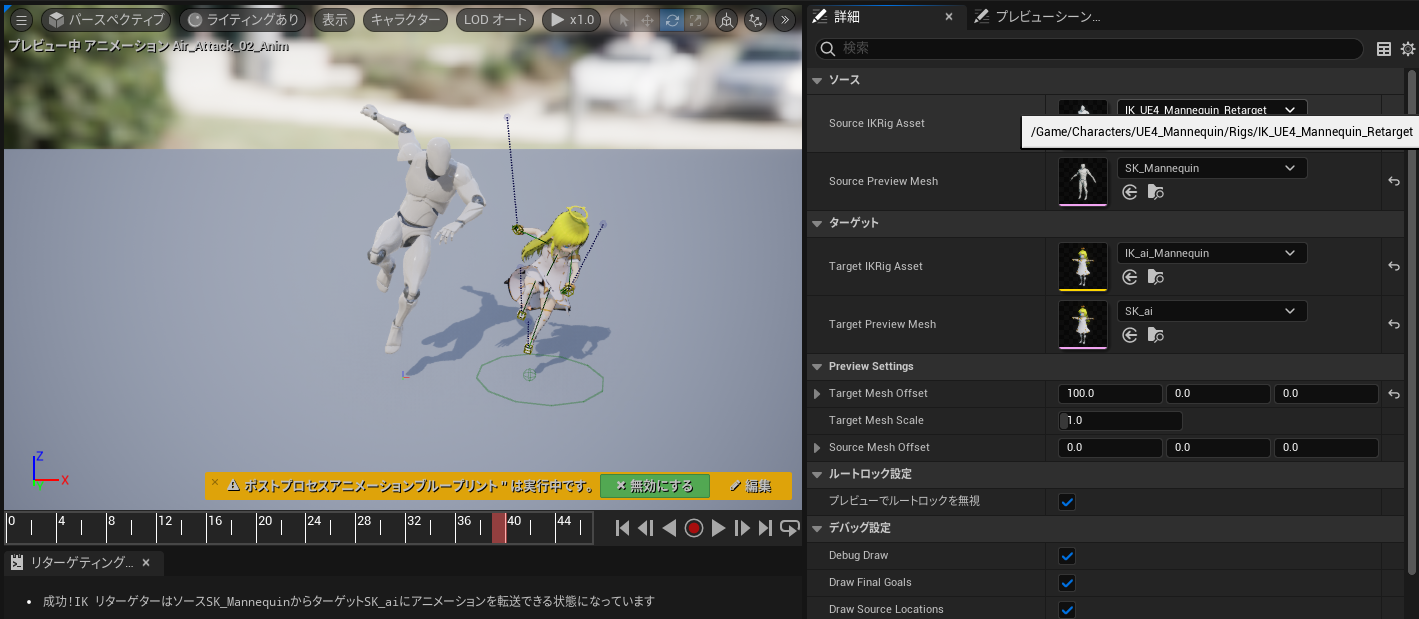 パースペクティブ
ライティングあり
表示
キャラクター
LOD オート
x1.0
プレビュー中 アニメーション Air_Attack_02_Anim
Z
X
ポストプロセスアニメーションブループリント '' は実行中です。
無効にする
編集
0 4 8 12 16 20 24 28 32 36 40 44
リターゲティング...
成功!IK リターゲターはソースSK_MannequinからターゲットSK_aiにアニメーションを転送できる状態になっています
詳細
プレビューシーン...
検索
ソース
Source IKRig Asset
IK_UE4_Mannequin_Retarget
/Game/Characters/UE4_Mannequin/Rigs/IK_UE4_Mannequin_Retarget
Source Preview Mesh
SK_Mannequin
ターゲット
Target IKRig Asset
IK_ai_Mannequin
Target Preview Mesh
SK_ai
Preview Settings
Target Mesh Offset
100.0 0.0 0.0
Target Mesh Scale
1.0
Source Mesh Offset
0.0 0.0 0.0
ルートロック設定
プレビューでルートロックを無視
デバッグ設定
Debug Draw
Draw Final Goals
Draw Source Locations